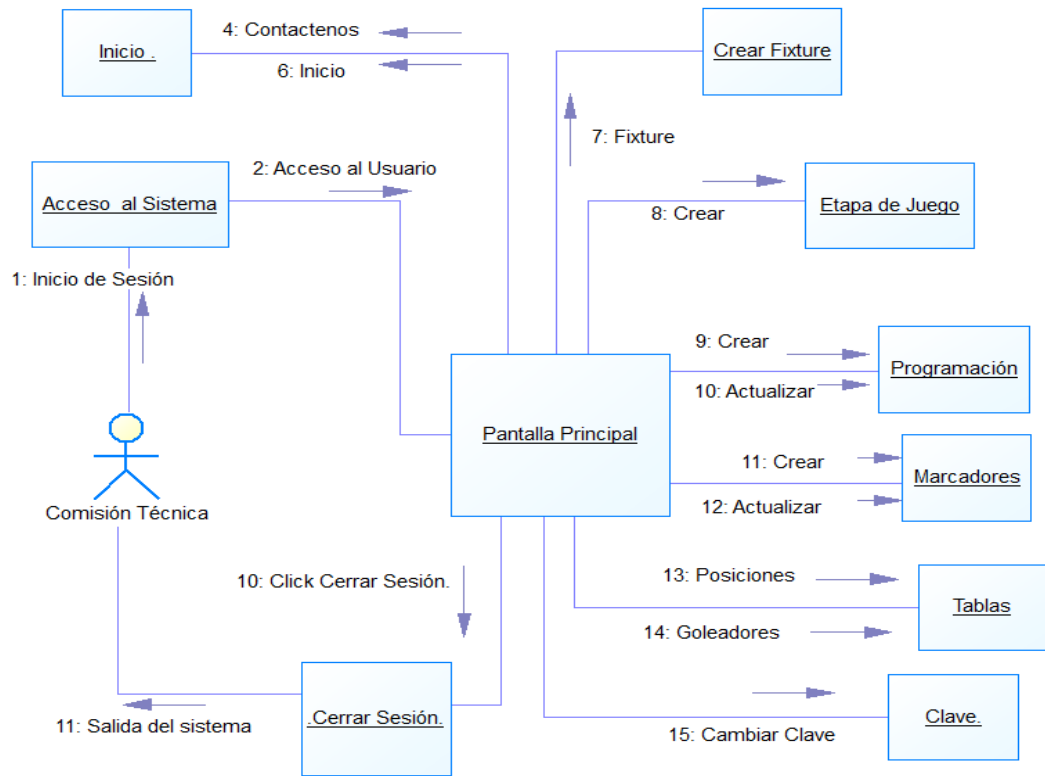 4: Contactenos
Inicio .
6: Inicio
Crear Fixture
7: Fixture
2: Acceso al Usuario
Acceso  al Sistema
8: Crear
Etapa de Juego
1: Inicio de Sesión
9: Crear
Programación
10: Actualizar
Pantalla Principal
11: Crear
Marcadores
12: Actualizar
Comisión Técnica
10: Click Cerrar Sesión.
13: Posiciones
Tablas
14: Goleadores
.Cerrar Sesión.
11: Salida del sistema
Clave.
15: Cambiar Clave